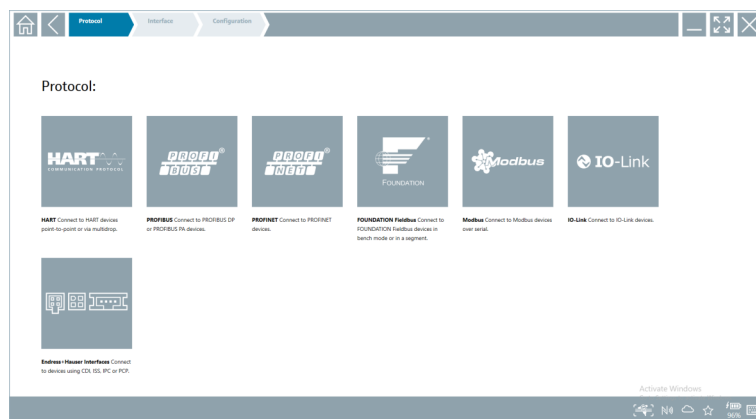 Protocol
Interface
Configuration
Protocol:
HART
COMMUNICATION PROTOCOL
PROFI
BUS
PROFI
NET
FOUNDATION
Modbus
IO-Link
HART Connect to HART devices
point-to-point or via multidrop.
PROFIBUS Connect to PROFIBUS DP
or PROFIBUS PA devices.
PROFINET Connect to PROFINET
devices.
FOUNDATION Fieldbus Connect to
FOUNDATION Fieldbus devices in
bench mode or in a segment.
Modbus Connect to Modbus devices
over serial.
IO-Link Connect to IO-Link devices.
Endress+Hauser Interfaces Connect
to devices using CDI, ISS, IPC or PCP.
Activate Windows
96%